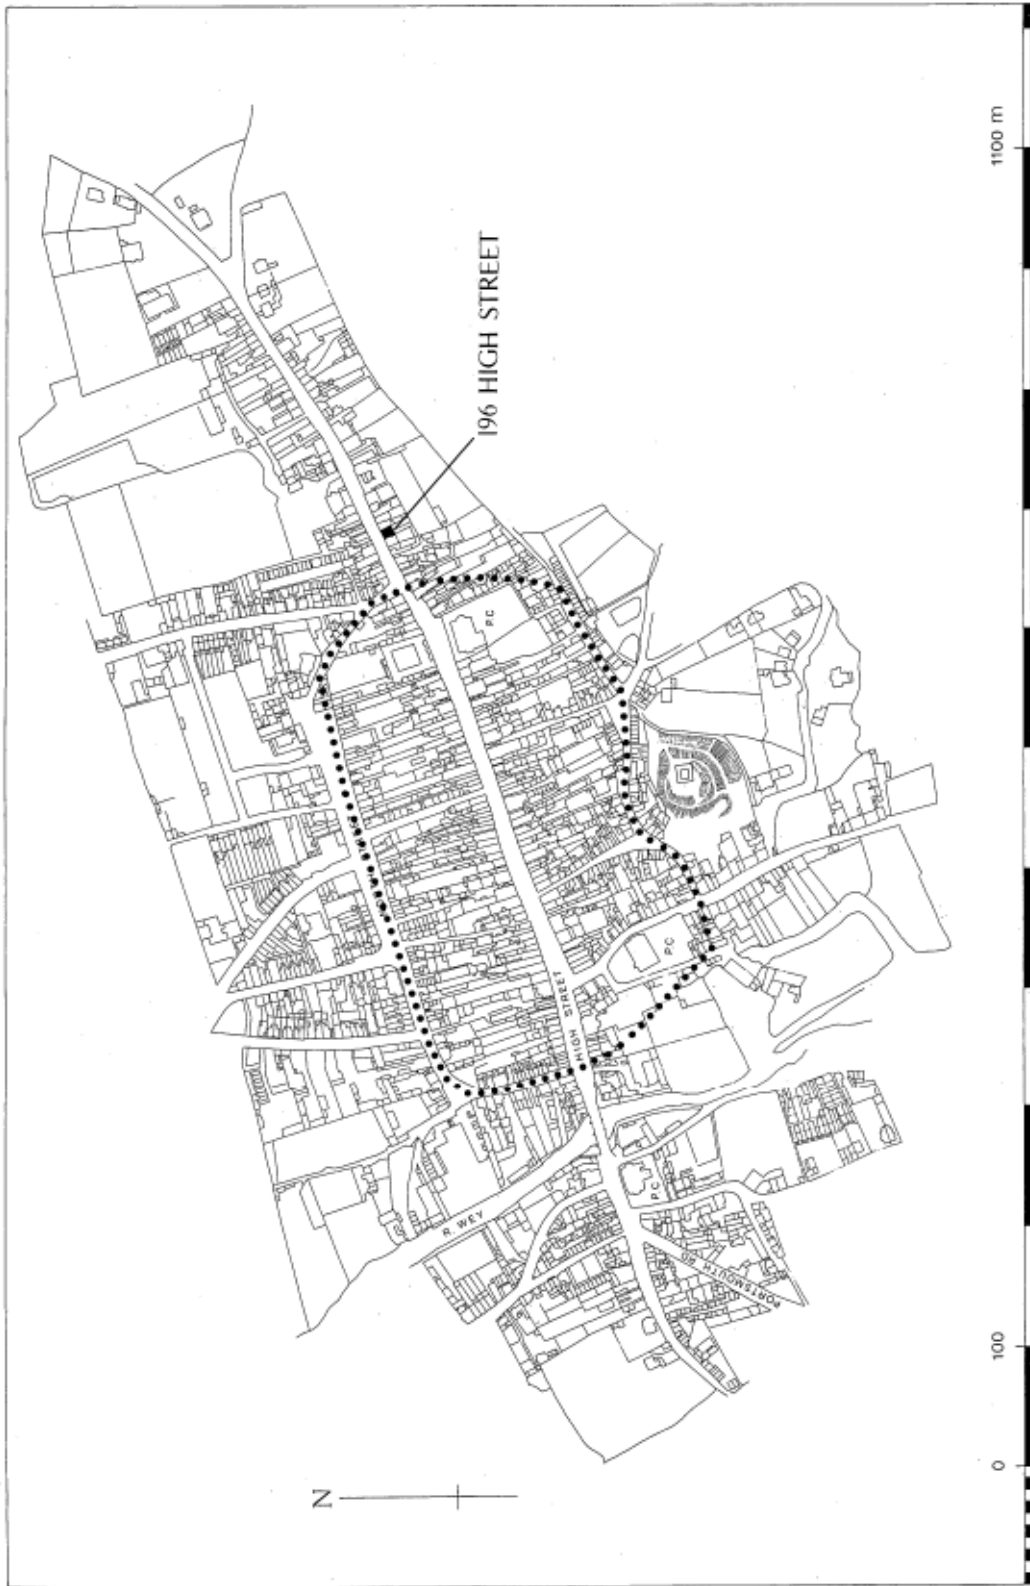 N
196 HIGH STREET
P.C
P.C
HIGH STREET
R. WEY
P.C
PORTSMOUTH RD
0
100
1100 m